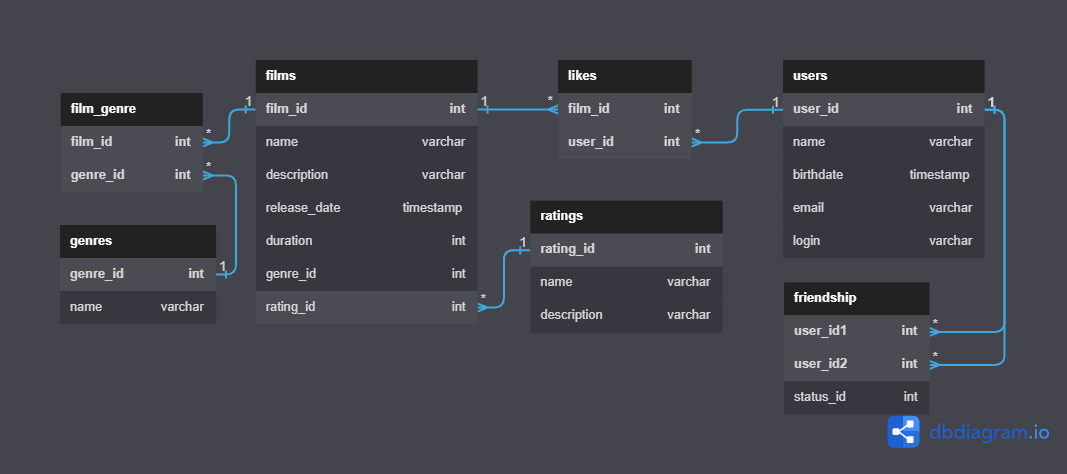 film_genre
film_id int
genre_id int
genres
genre_id int
name varchar
films
film_id int
name varchar
description varchar
release_date timestamp
duration int
genre_id int
rating_id int
likes
film_id int
user_id int
ratings
rating_id int
name varchar
description varchar
users
user_id int
name varchar
birthdate timestamp
email varchar
login varchar
friendship
user_id1 int
user_id2 int
status_id int
1
*
*
1
1
*
*
1
1
*
1
*
*
dbdiagram.io